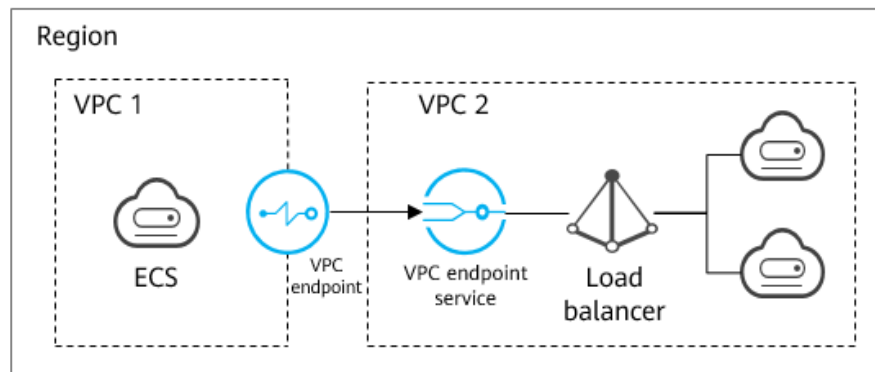 Region
VPC 1
VPC 2
ECS
VPC
endpoint
VPC endpoint
service
Load
balancer